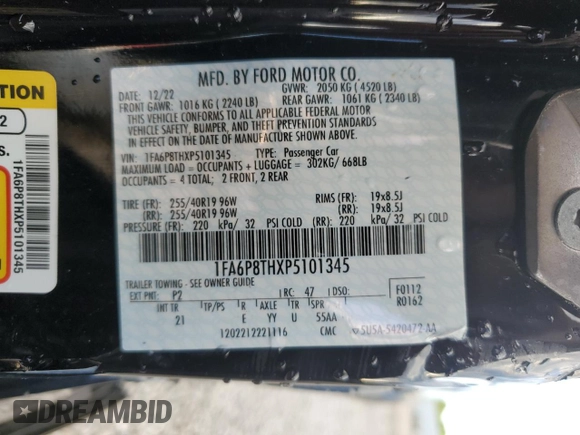 MFD. BY FORD MOTOR CO.
DATE: 12/22 GVWR: 2050 KG ( 4520 LB)
FRONT GAWR: 1016 KG ( 2240 LB) REAR GAWR: 1061 KG ( 2340 LB)
THIS VEHICLE CONFORMS TO ALL APPLICABLE FEDERAL MOTOR
VEHICLE SAFETY, BUMPER, AND THEFT PREVENTION STANDARDS IN
EFFECT ON THE DATE OF MANUFACTURE SHOWN ABOVE.
VIN: 1FA6P8THXP5101345 TYPE: Passenger Car
MAXIMUM LOAD = OCCUPANTS + LUGGAGE = 302KG/ 668LB
OCCUPANTS = 4 TOTAL; 2 FRONT, 2 REAR
TIRE (FR): 255/40R19 96W RIMS (FR): 19x8.5J
(RR): 255/40R19 96W (RR): 19x8.5J
PRESSURE (FR): 220 kPa/ 32 PSI COLD (RR): 220 kPa/ 32 PSI COLD
1FA6P8THXP5101345
TRAILER TOWING - SEE OWNER GUIDE
EXT PNT: P2 RC: 47 DSO: F0112
INT TR TP/PS R AXLE TR SPR R0162
21 E YY U 55AA
1202212221116 CMC
UTION
2
S.
1FA6P8THXP5101345
DREAMBID